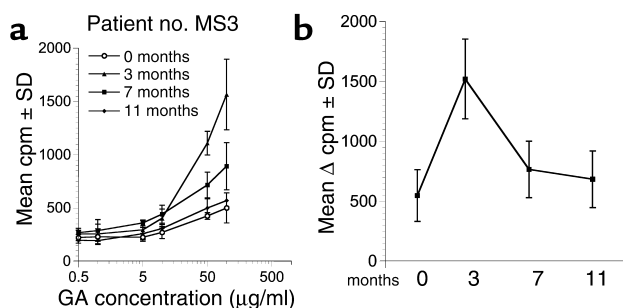 a
Patient no. MS3
2000
1500
1000
500
0
Mean cpm ± SD
0 months
3 months
7 months
11 months
0.5
5
50
500
GA concentration (µg/ml)
b
2000
1500
1000
500
0
Mean Δ cpm ± SD
months 0 3 7 11